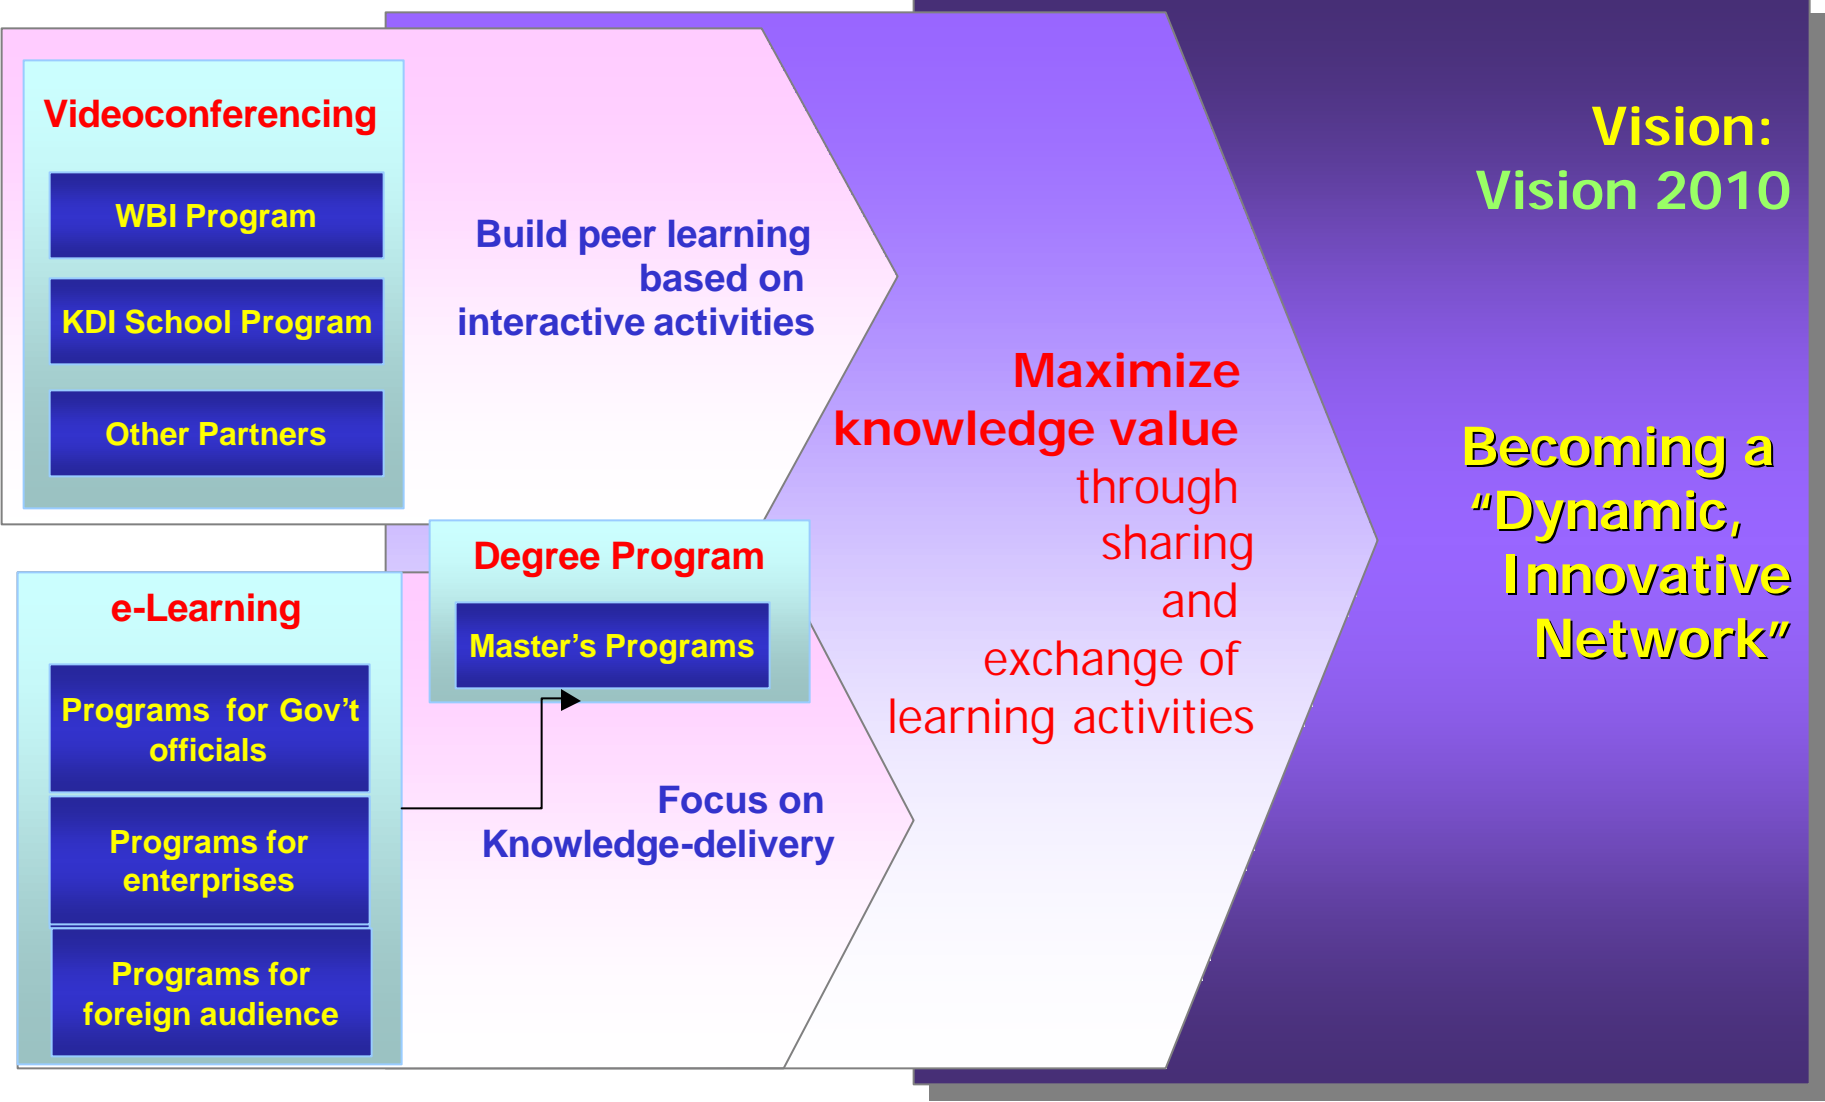 Videoconferencing
WBI Program
KDI School Program
Other Partners
Build peer learning
based on
interactive activities
e-Learning
Programs for Gov’t
officials
Programs for
enterprises
Programs for
foreign audience
Degree Program
Master’s Programs
Focus on
Knowledge-delivery
Maximize
knowledge value
through
sharing
and
exchange of
learning activities
Vision:
Vision 2010
Becoming a
“Dynamic,
Innovative
Network”